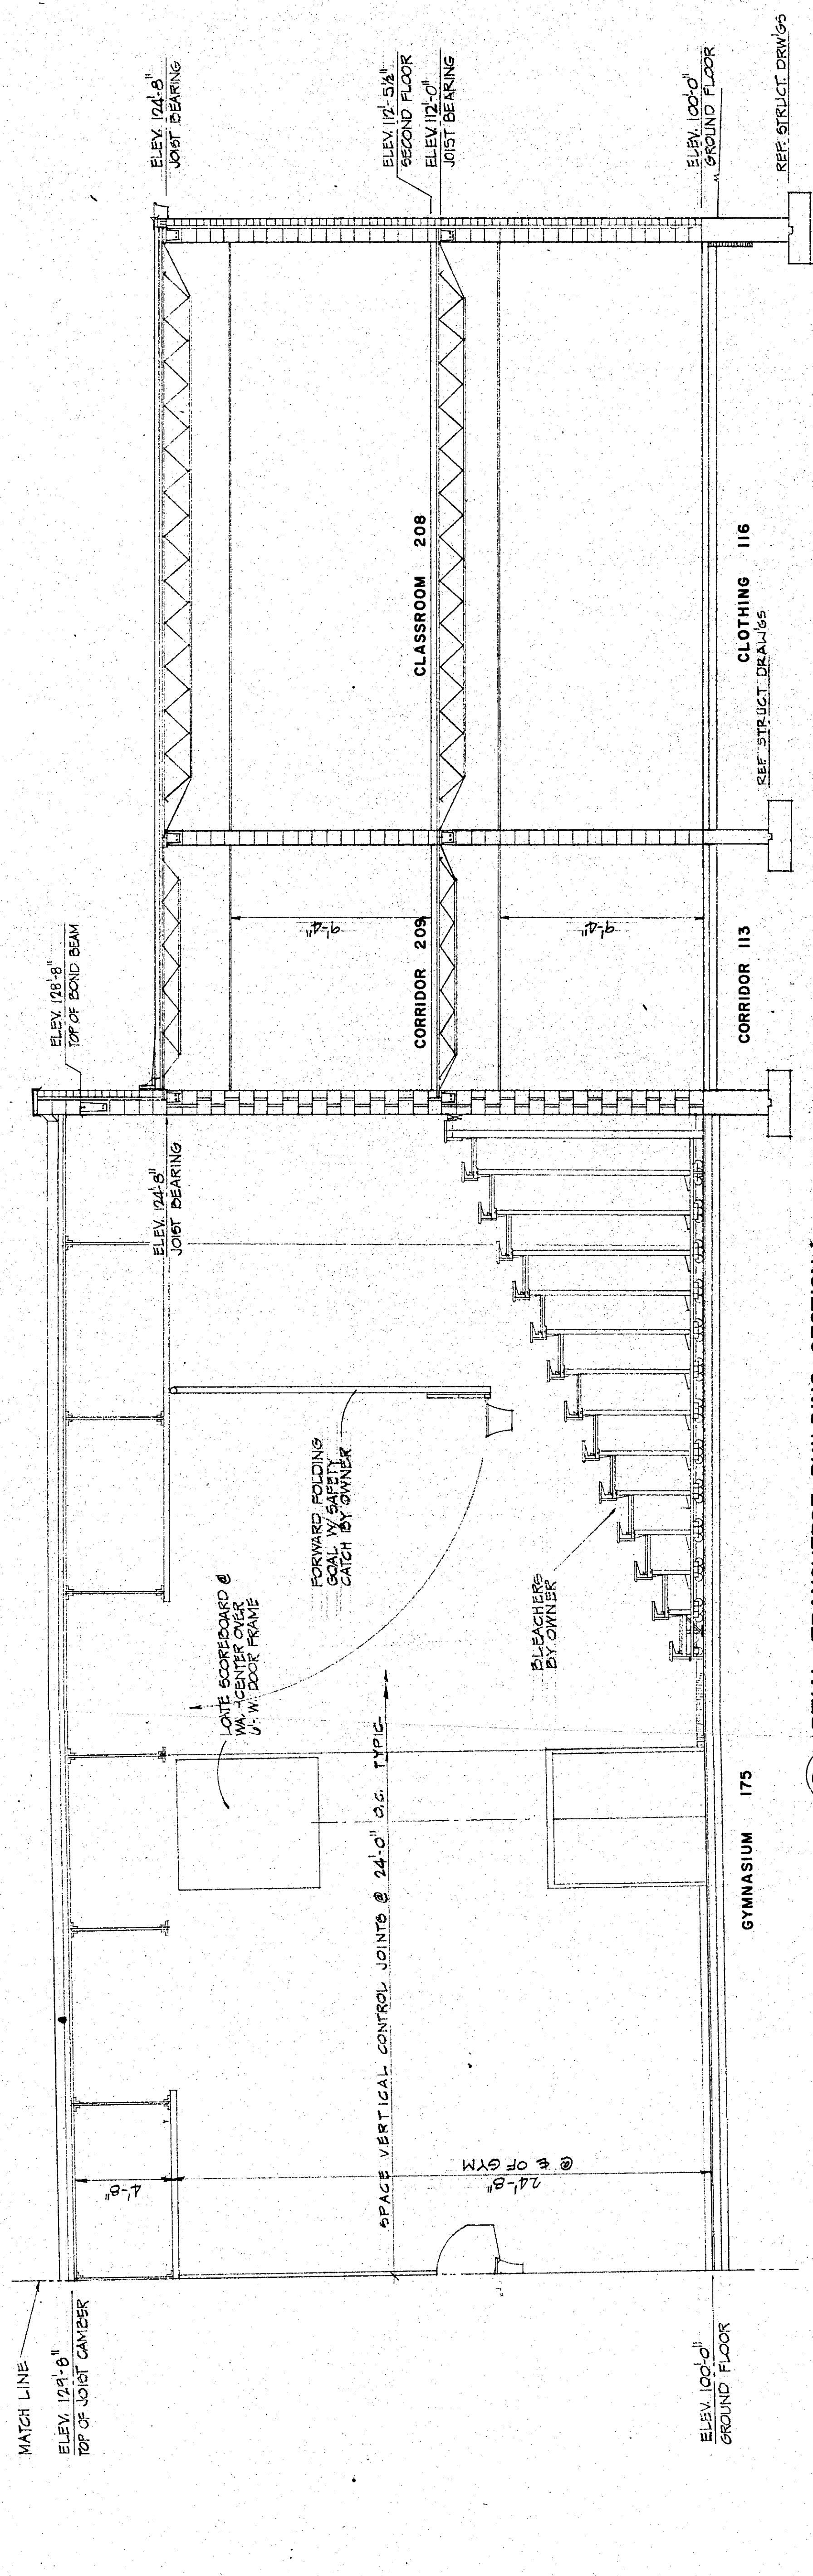 MATCH LINE
ELEV. 129'-8"
TOP OF JOIST CAMBER
ELEV. 100'-0"
GROUND FLOOR
4'-8"
24'-8"
@ ℄ OF GYM
SPACE VERTICAL CONTROL JOINTS @ 24'-0" O.C. TYPIC
LOATE SCOREBOARD @
CENTER OVER
DOOR FRAME
FORWARD FOLDING
GOAL W/ SAFETY
CATCH BY OWNER
BLEACHERS
BY OWNER
GYMNASIUM 175
ELEV. 124'-8"
JOIST BEARING
ELEV. 128'-8"
TOP OF BOND BEAM
9'-4"
9'-4"
CORRIDOR 209
CORRIDOR 113
CLASSROOM 208
CLOTHING 116
REF STRUCT DRAW'GS
ELEV. 124'-8"
JOIST BEARING
ELEV. 112'-5½"
SECOND FLOOR
ELEV. 112'-0"
JOIST BEARING
ELEV. 100'-0"
GROUND FLOOR
REF. STRUCT. DRW'GS